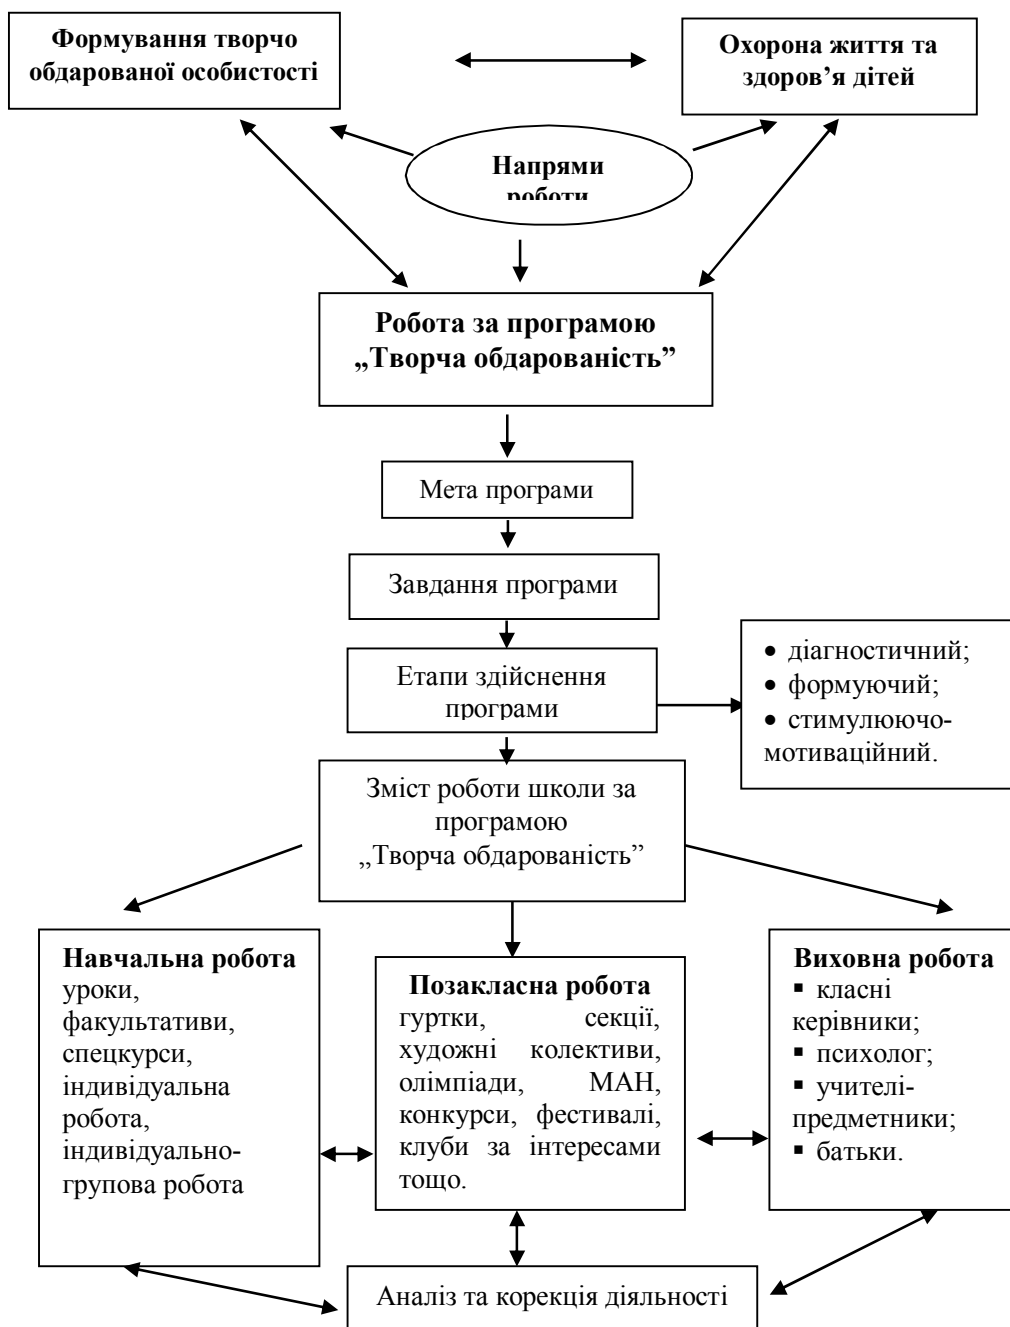 Формування творчо
обдарованої особистості
Охорона життя та
здоров’я дітей
Напрями
роботи
Робота за програмою
„Творча обдарованість”
Мета програми
Завдання програми
Етапи здійснення
програми
• діагностичний;
• формуючий;
• стимулюючо-
мотиваційний.
Зміст роботи школи за
програмою
„Творча обдарованість”
Навчальна робота
уроки,
факультативи,
спецкурси,
індивідуальна
робота,
індивідуально-
групова робота
Позакласна робота
гуртки, секції,
художні колективи,
олімпіади, МАН,
конкурси, фестивалі,
клуби за інтересами
тощо.
Виховна робота
▪ класні
керівники;
▪ психолог;
▪ учителі-
предметники;
▪ батьки.
Аналіз та корекція діяльності